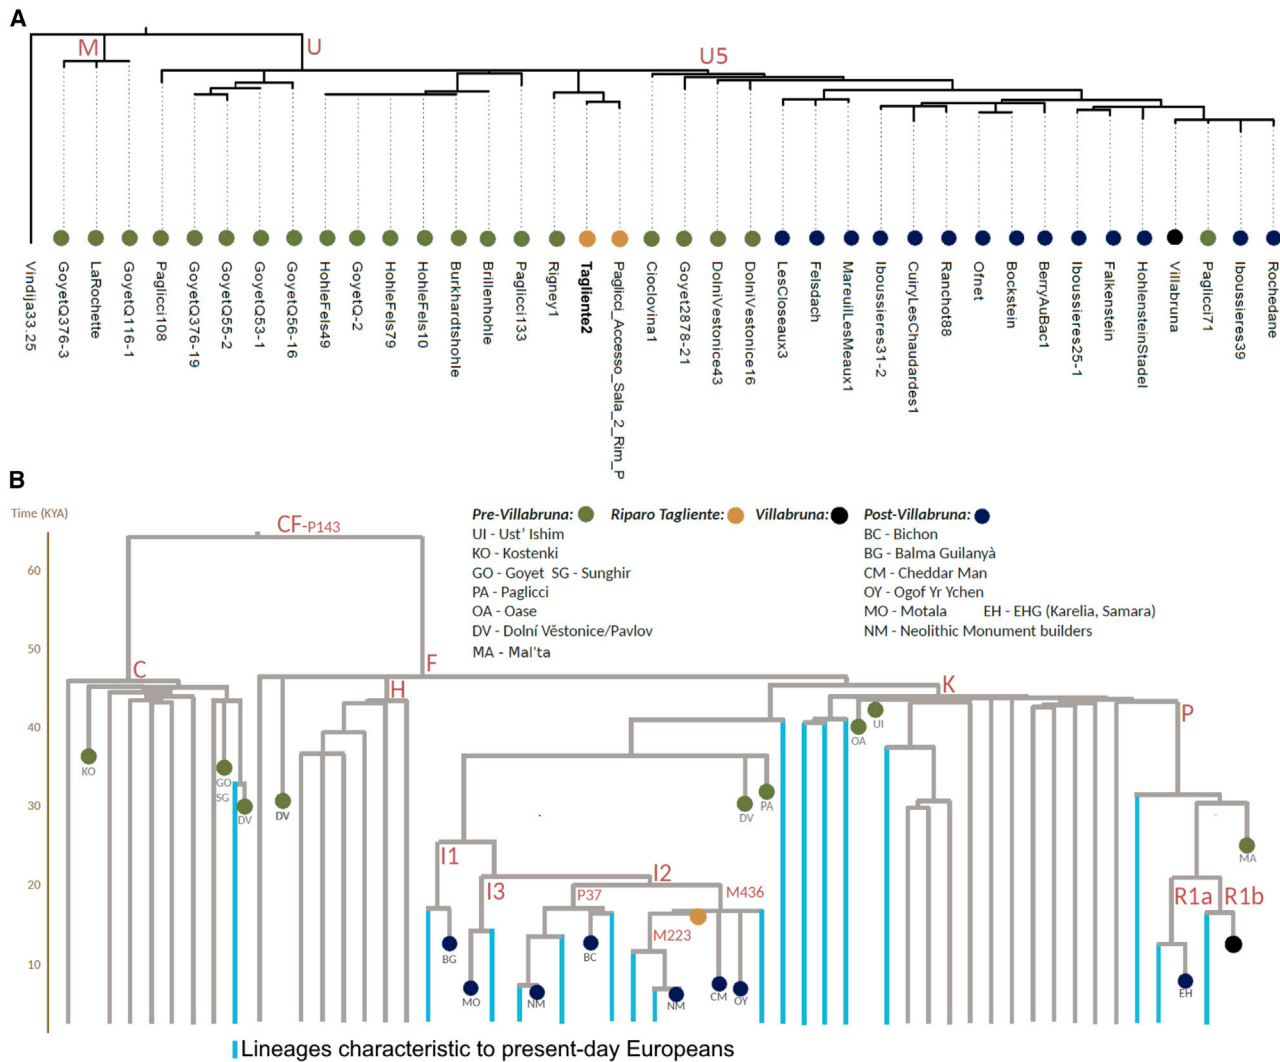 A
M
U
U5
Vindija33.25
GoyetQ376-3
LaRochette
GoyetQ116-1
Paglicci108
GoyetQ376-19
GoyetQ55-2
GoyetQ53-1
GoyetQ56-16
HohleFels49
GoyetQ-2
HohleFels79
HohleFels10
Burkhardtshohle
Brillenhohle
Paglicci133
Rigney1
Tagliente2
Paglicci_Accesso_Sala_2_Rim_P
Cioclovina1
Goyet2878-21
DolniVestonice43
DolniVestonice16
LesCloseaux3
Felsdach
MareuilLesMeaux1
Iboussieres31-2
CuiryLesChaudardes1
Ranchot88
Ofnet
Bockstein
BerryAuBac1
Iboussieres25-1
Falkenstein
HohlensteinStadel
Villabruna
Paglicci71
Iboussieres39
Rochedane
B
Time (KYA)
60
50
40
30
20
10
Pre-Villabruna: Riparo Tagliente: Villabruna: Post-Villabruna:
UI - Ust' Ishim
KO - Kostenki
GO - Goyet SG - Sunghir
PA - Paglicci
OA - Oase
DV - Dolní Věstonice/Pavlov
MA - Mal'ta
BC - Bichon
BG - Balma Guilanyà
CM - Cheddar Man
OY - Ogof Yr Ychen
MO - Motala EH - EHG (Karelia, Samara)
NM - Neolithic Monument builders
CF-P143
C
F
H
K
P
KO
GO
SG
DV
DV
DV
PA
OA
UI
MA
I1
I3
I2
P37
M436
M223
R1a
R1b
BG
MO
NM
BC
NM
CM
OY
EH
Lineages characteristic to present-day Europeans